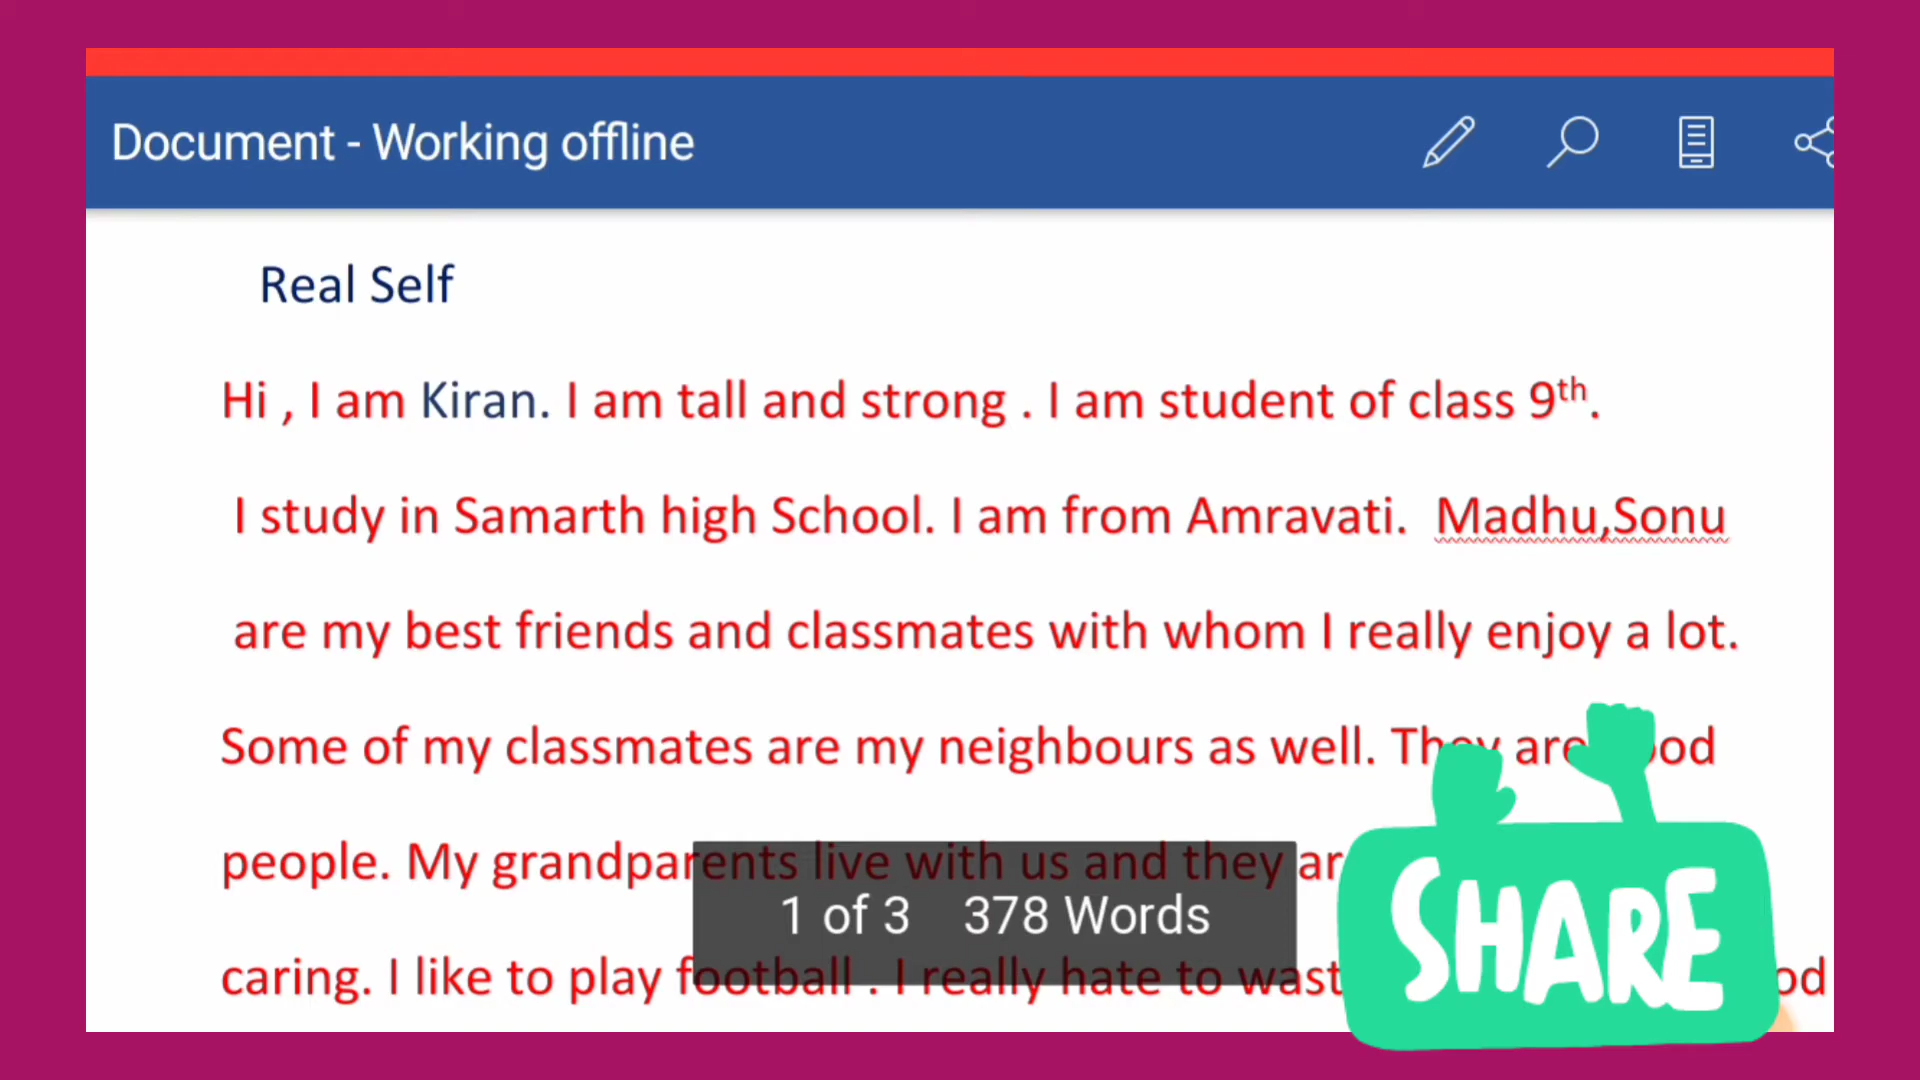 Document - Working offline
Real Self
Hi , I am Kiran. I am tall and strong . I am student of class 9th.
I study in Samarth high School. I am from Amravati. Madhu,Sonu
are my best friends and classmates with whom I really enjoy a lot.
Some of my classmates are my neighbours as well. They are
people. My grandparents live with us and they
caring. I like to play football . I really hate to
1 of 3 378 Words
SHARE